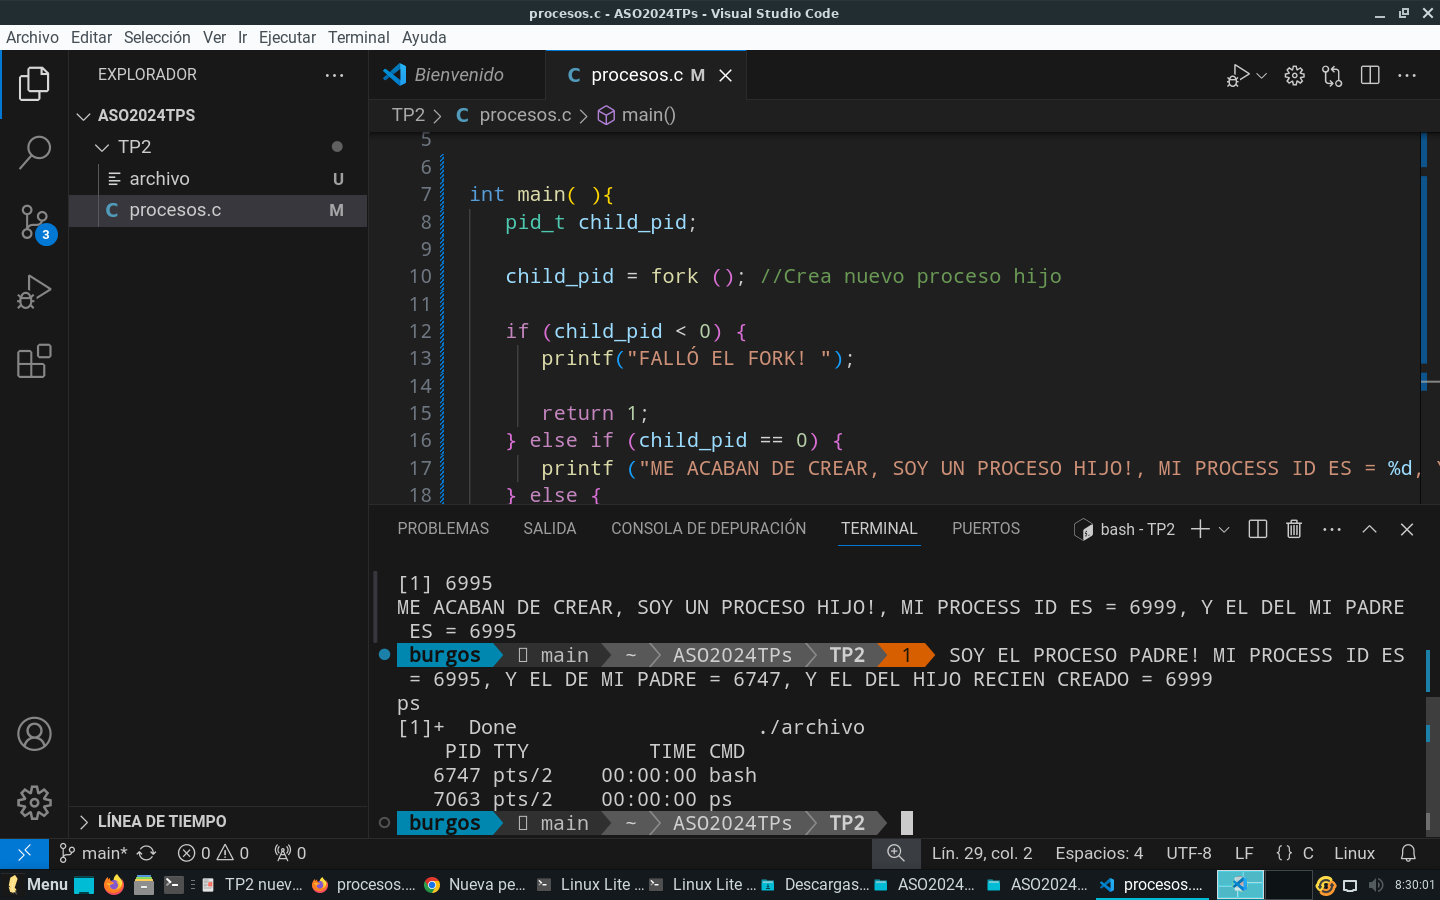 procesos.c - ASO2024TPs - Visual Studio Code
Archivo Editar Selección Ver Ir Ejecutar Terminal Ayuda
EXPLORADOR
ASO2024TPS
TP2
archivo U
procesos.c M
LÍNEA DE TIEMPO
3
Bienvenido
C procesos.c M
TP2 > C procesos.c > main()
5
6
7 int main( ){
8 pid_t child_pid;
9
10 child_pid = fork (); //Crea nuevo proceso hijo
11
12 if (child_pid < 0) {
13 printf("FALLÓ EL FORK! ");
14
15 return 1;
16 } else if (child_pid == 0) {
17 printf ("ME ACABAN DE CREAR, SOY UN PROCESO HIJO!, MI PROCESS ID ES = %d,
18 } else {
PROBLEMAS SALIDA CONSOLA DE DEPURACIÓN TERMINAL PUERTOS
bash - TP2
[1] 6995
ME ACABAN DE CREAR, SOY UN PROCESO HIJO!, MI PROCESS ID ES = 6999, Y EL DEL MI PADRE
ES = 6995
burgos main ~ ASO2024TPs TP2 1 SOY EL PROCESO PADRE! MI PROCESS ID ES
= 6995, Y EL DE MI PADRE = 6747, Y EL DEL HIJO RECIEN CREADO = 6999
ps
[1]+ Done ./archivo
PID TTY TIME CMD
6747 pts/2 00:00:00 bash
7063 pts/2 00:00:00 ps
burgos main ~ ASO2024TPs TP2
main* 0 0 0 Lín. 29, col. 2 Espacios: 4 UTF-8 LF {} C Linux
Menu TP2 nuev... procesos.... Nueva pe... Linux Lite ... Linux Lite ... Descargas... ASO2024... ASO2024... procesos.... 8:30:01